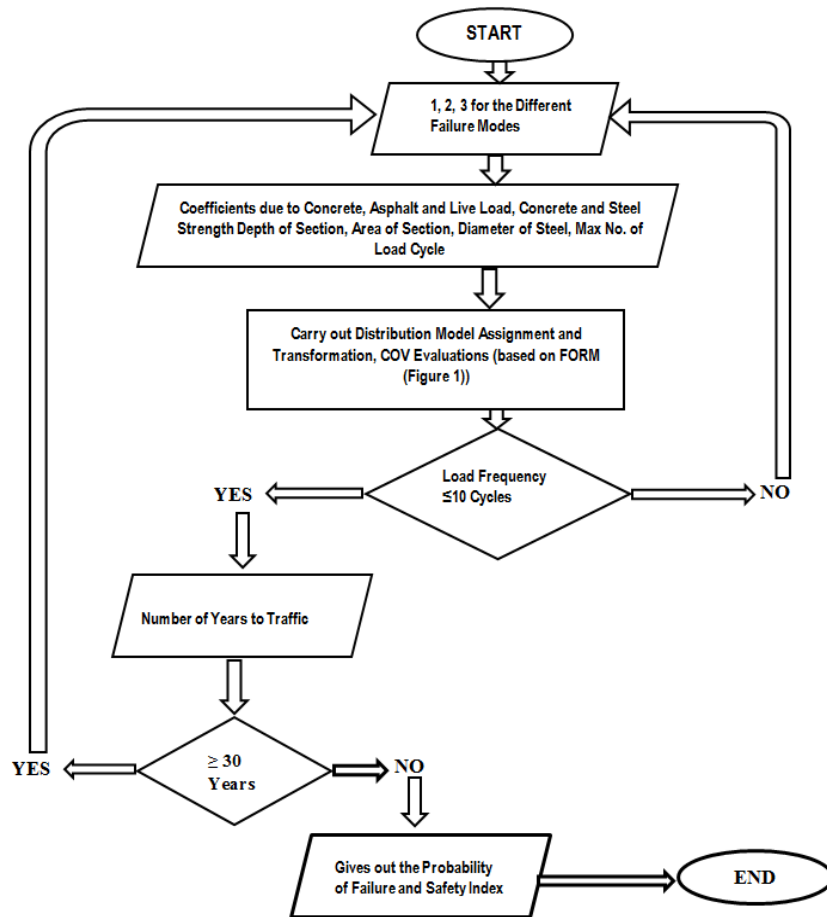 START
1, 2, 3 for the Different
Failure Modes
Coefficients due to Concrete, Asphalt and Live Load, Concrete and Steel
Strength Depth of Section, Area of Section, Diameter of Steel, Max No. of
Load Cycle
Carry out Distribution Model Assignment and
Transformation, COV Evaluations (based on FORM
(Figure 1))
Load Frequency
≤10 Cycles
YES
NO
Number of Years to Traffic
≥ 30
Years
YES
NO
Gives out the Probability
of Failure and Safety Index
END